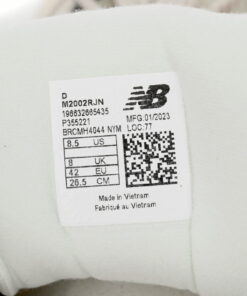 D
M2002RJN
196632665435
P355221
BRCMH4044 NYM
NB
MFG:01/2023
LOC:77
8.5 US
8 UK
42 EU
26.5 CM
Made in Vietnam
Fabriqué au Vietnam